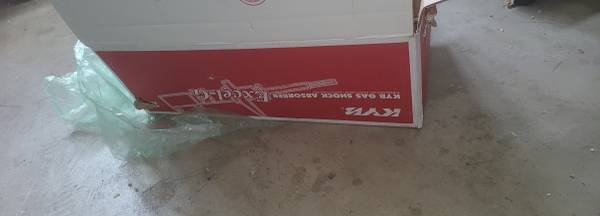 KYB
KYB GAS SHOCK ABSORBER
Excel-G